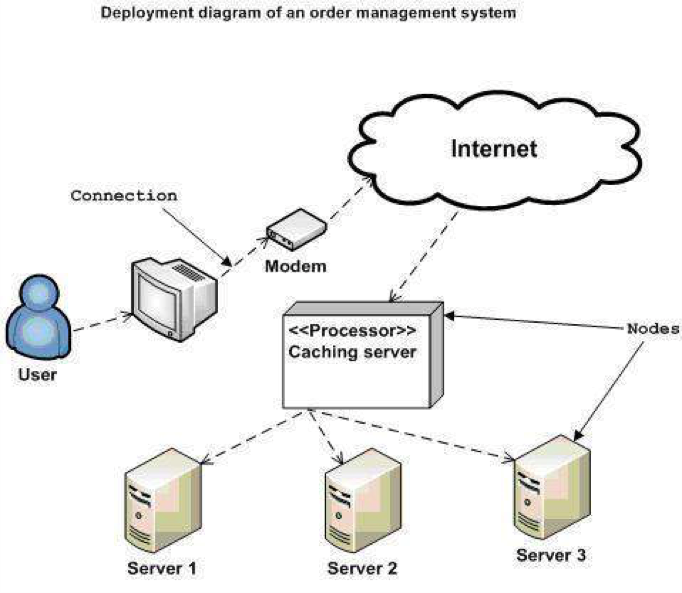 Deployment diagram of an order management system
Internet
Connection
Modem
<<Processor>>
Caching server
Nodes
User
Server 1
Server 2
Server 3